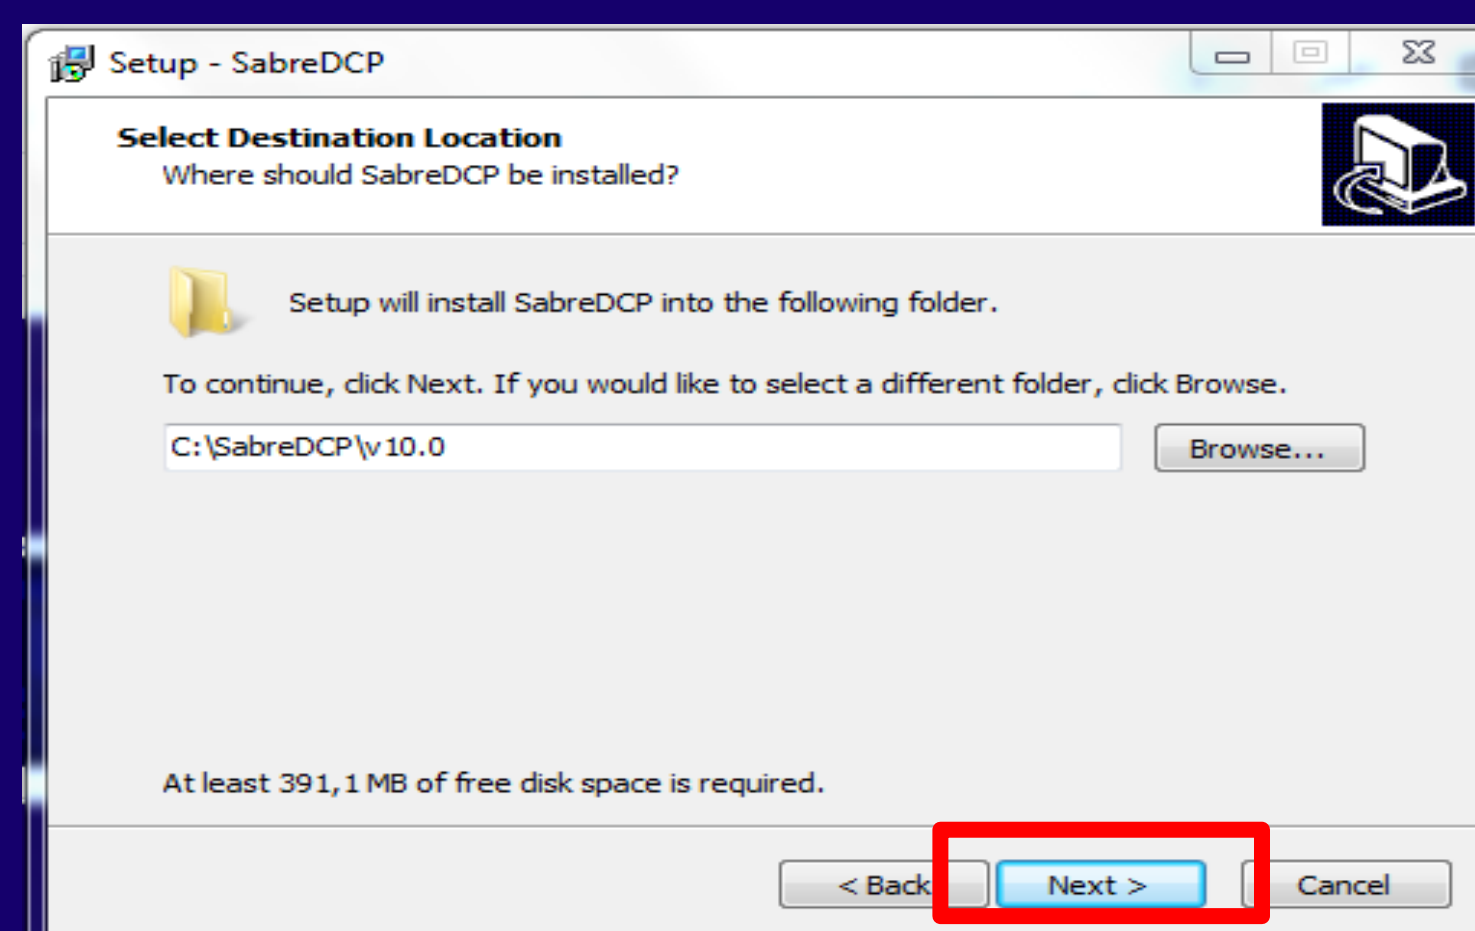 Setup - SabreDCP
Select Destination Location
Where should SabreDCP be installed?
Setup will install SabreDCP into the following folder.
To continue, click Next. If you would like to select a different folder, click Browse.
C:\SabreDCP\v10.0
Browse...
At least 391,1 MB of free disk space is required.
< Back
Next >
Cancel